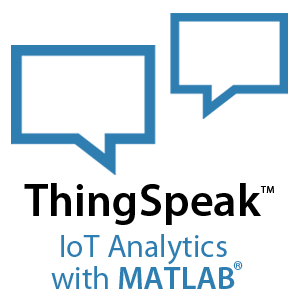 ThingSpeak™
IoT Analytics
with MATLAB®